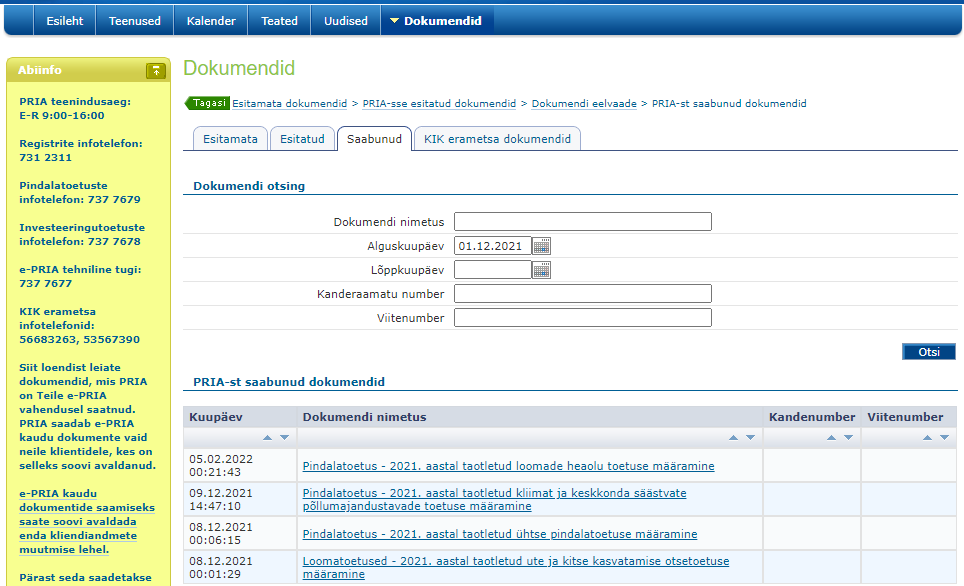 Esileht Teenused Kalender Teated Uudised Dokumendid
Abiinfo
PRIA teenindusaeg:
E-R 9:00-16:00
Registrite infotelefon:
731 2311
Pindalatoetuste
infotelefon: 737 7679
Investeeringutoetuste
infotelefon: 737 7678
e-PRIA tehniline tugi:
737 7677
KIK erametsa
infotelefonid:
56683263, 53567390
Siit loendist leiate
dokumendid, mis PRIA
on Teile e-PRIA
vahendusel saatnud.
PRIA saadab e-PRIA
kaudu dokumente vaid
neile klientidele, kes on
selleks soovi avaldanud.
e-PRIA kaudu
dokumentide saamiseks
saate soovi avaldada
enda kliendiandmete
muutmise lehel.
Pärast seda saadetakse
Dokumendid
Tagasi Esitamata dokumendid > PRIA-sse esitatud dokumendid > Dokumendi eelvaade > PRIA-st saabunud dokumendid
Esitamata Esitatud Saabunud KIK erametsa dokumendid
Dokumendi otsing
Dokumendi nimetus
Alguskuupäev 01.12.2021
Lõppkuupäev
Kanderaamatu number
Viitenumber
Otsi
PRIA-st saabunud dokumendid
Kuupäev Dokumendi nimetus Kandenumber Viitenumber
05.02.2022
00:21:43
Pindalatoetus - 2021. aastal taotletud loomade heaolu toetuse määramine
09.12.2021
14:47:10
Pindalatoetus - 2021. aastal taotletud kliimat ja keskkonda säästvate
põllumajandustavade toetuse määramine
08.12.2021
00:06:15
Pindalatoetus - 2021. aastal taotletud ühtse pindalatoetuse määramine
08.12.2021
00:01:29
Loomatoetused - 2021. aastal taotletud ute ja kitse kasvatamise otsetoetuse
määramine